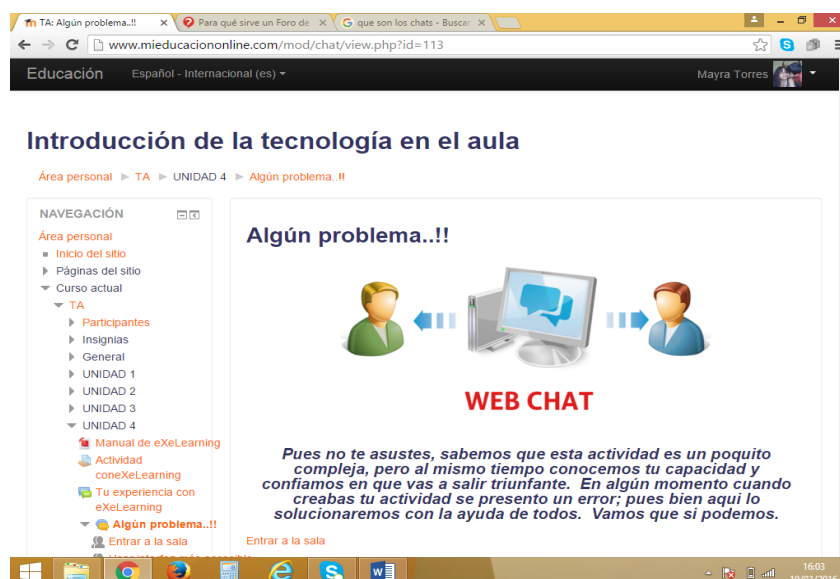 TA: Algún problema..!!
Para qué sirve un Foro de
que son los chats - Buscar
www.mieducaciononline.com/mod/chat/view.php?id=113
Educación Español - Internacional (es) Mayra Torres
Introducción de la tecnología en el aula
Área personal TA UNIDAD 4 Algún problema..!!
NAVEGACIÓN
Área personal
Inicio del sitio
Páginas del sitio
Curso actual
TA
Participantes
Insignias
General
UNIDAD 1
UNIDAD 2
UNIDAD 3
UNIDAD 4
Manual de eXeLearning
Actividad
coneXeLearning
Tu experiencia con
eXeLearning
Algún problema..!!
Entrar a la sala
Algún problema..!!
WEB CHAT
Pues no te asustes, sabemos que esta actividad es un poquito
compleja, pero al mismo tiempo conocemos tu capacidad y
confiamos en que vas a salir triunfante. En algún momento cuando
creabas tu actividad se presento un error; pues bien aqui lo
solucionaremos con la ayuda de todos. Vamos que si podemos.
Entrar a la sala
16:03